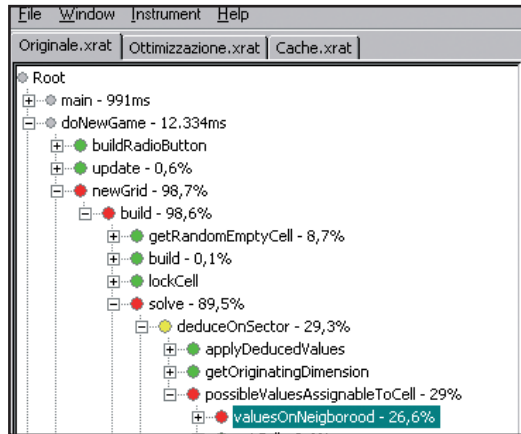 File Window Instrument Help
Originale.xrat Ottimizzazione.xrat Cache.xrat
Root
main - 991ms
doNewGame - 12.334ms
buildRadioButton
update - 0,6%
newGrid - 98,7%
build - 98,6%
getRandomEmptyCell - 8,7%
build - 0,1%
lockCell
solve - 89,5%
deduceOnSector - 29,3%
applyDeducedValues
getOriginatingDimension
possibleValuesAssignableToCell - 29%
valuesOnNeigborood - 26,6%